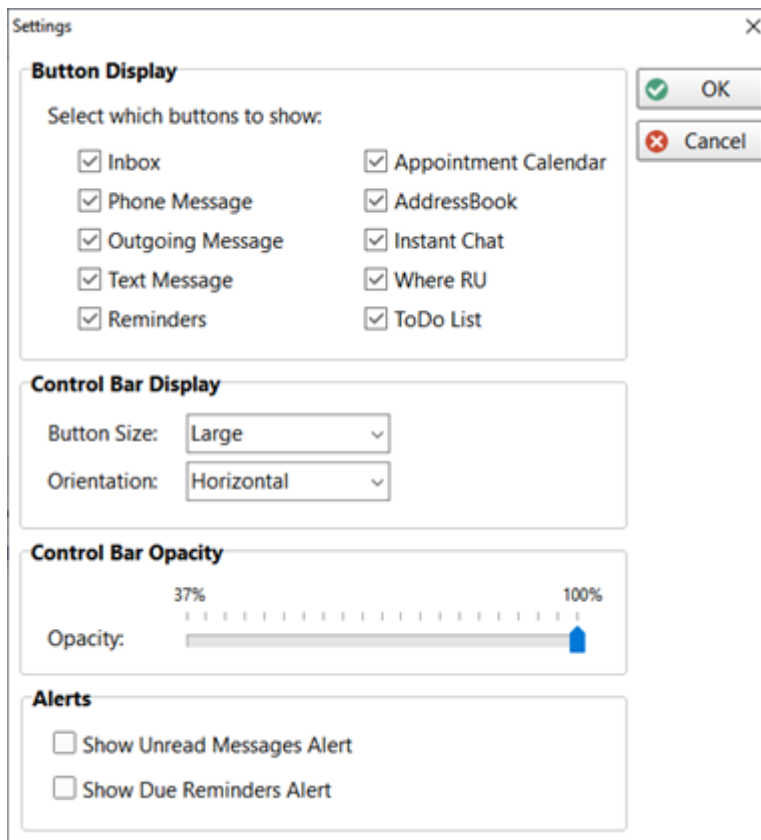 Settings
Button Display
OK
Select which buttons to show:
Cancel
Inbox
Appointment Calendar
Phone Message
AddressBook
Outgoing Message
Instant Chat
Text Message
Where RU
Reminders
ToDo List
Control Bar Display
Button Size: Large
Orientation: Horizontal
Control Bar Opacity
37% 100%
Opacity:
Alerts
Show Unread Messages Alert
Show Due Reminders Alert